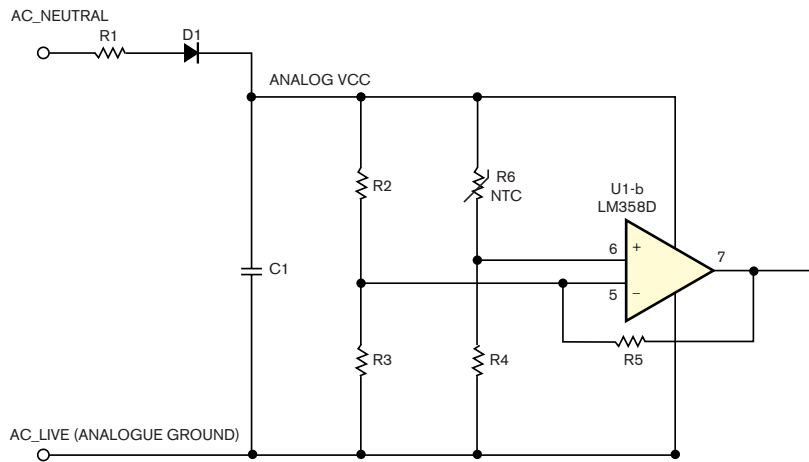 AC_NEUTRAL
R1
D1
ANALOG VCC
R2
R6
NTC
U1-b
LM358D
6
+
7
5
−
C1
R3
R4
R5
AC_LIVE (ANALOGUE GROUND)